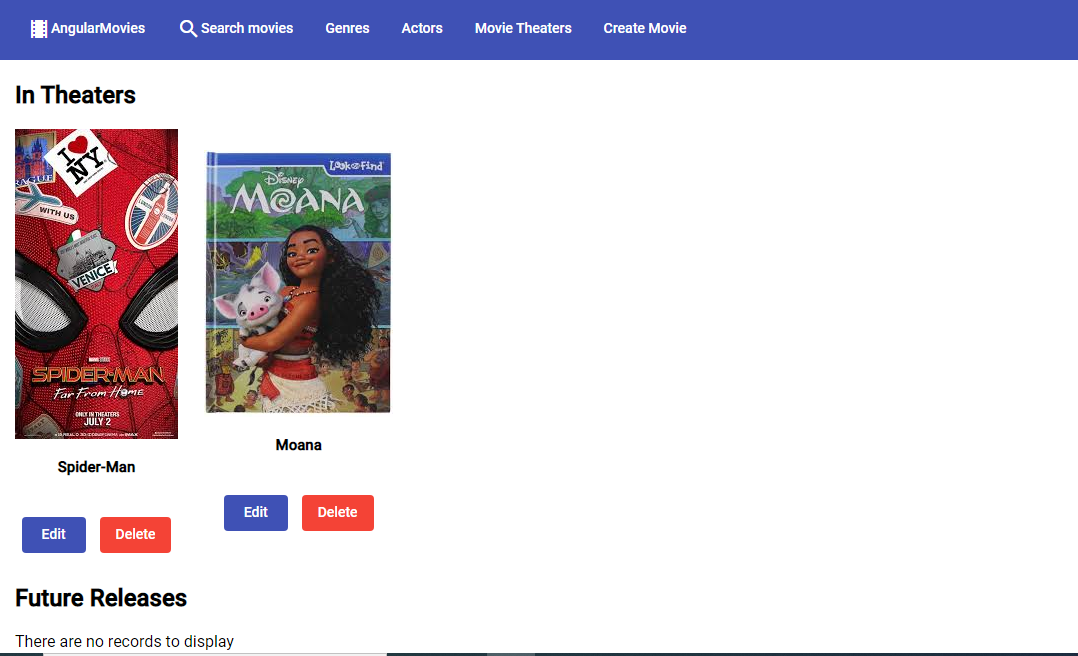 AngularMovies Search movies Genres Actors Movie Theaters Create Movie
In Theaters
I ♥
NY
RAGUE
WITH US
LONDON
VENICE
SPIDER-MAN
Far From Home
ONLY IN THEATERS
JULY 2
Spider-Man
Edit Delete
Look and Find
Disney
MOANA
Moana
Edit Delete
Future Releases
There are no records to display